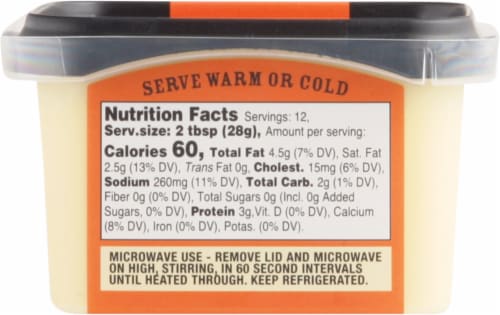 SERVE WARM OR COLD
Nutrition Facts Servings: 12,
Serv.size: 2 tbsp (28g), Amount per serving:
Calories 60, Total Fat 4.5g (7% DV), Sat. Fat
2.5g (13% DV), Trans Fat 0g, Cholest. 15mg (6% DV),
Sodium 260mg (11% DV), Total Carb. 2g (1% DV),
Fiber 0g (0% DV), Total Sugars 0g (Incl. 0g Added
Sugars, 0% DV), Protein 3g,Vit. D (0% DV), Calcium
(8% DV), Iron (0% DV), Potas. (0% DV).
MICROWAVE USE - REMOVE LID AND MICROWAVE
ON HIGH, STIRRING, IN 60 SECOND INTERVALS
UNTIL HEATED THROUGH. KEEP REFRIGERATED.